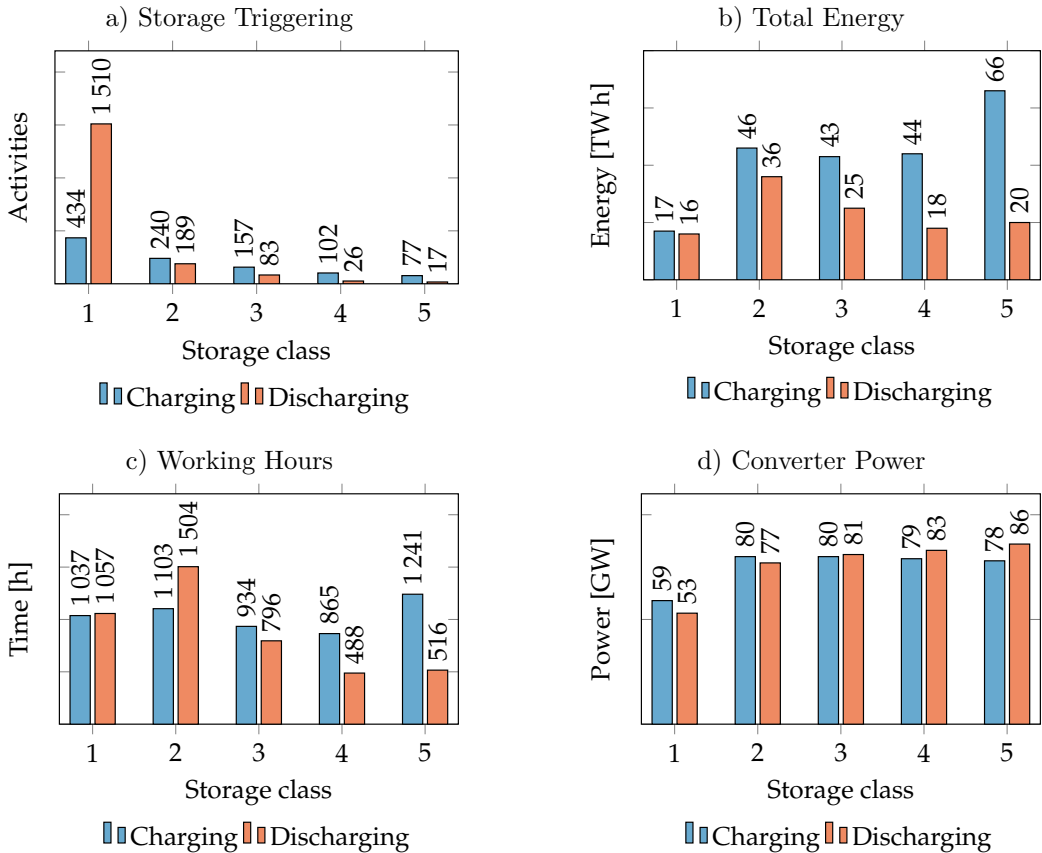 a) Storage Triggering
Activities
434
1 510
240
189
157
83
102
26
77
17
1 2 3 4 5
Storage class
Charging Discharging
b) Total Energy
Energy [TW h]
17
16
46
36
43
25
44
18
66
20
1 2 3 4 5
Storage class
Charging Discharging
c) Working Hours
Time [h]
1 037
1 057
1 103
1 504
934
796
865
488
1 241
516
1 2 3 4 5
Storage class
Charging Discharging
d) Converter Power
Power [GW]
59
53
80
77
80
81
79
83
78
86
1 2 3 4 5
Storage class
Charging Discharging